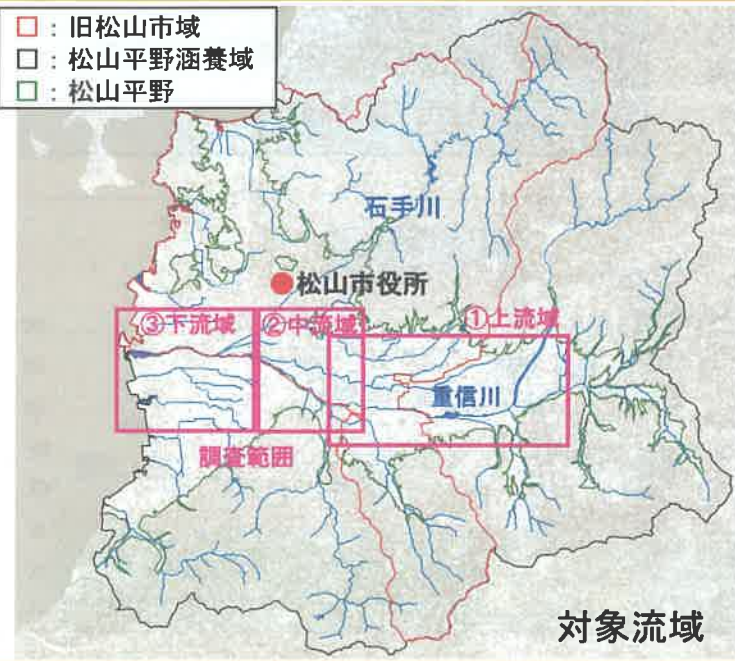 ：旧松山市域
：松山平野涵養域
：松山平野
石手川
松山市役所
③下流域
②中流域
①上流域
重信川
調査範囲
対象流域